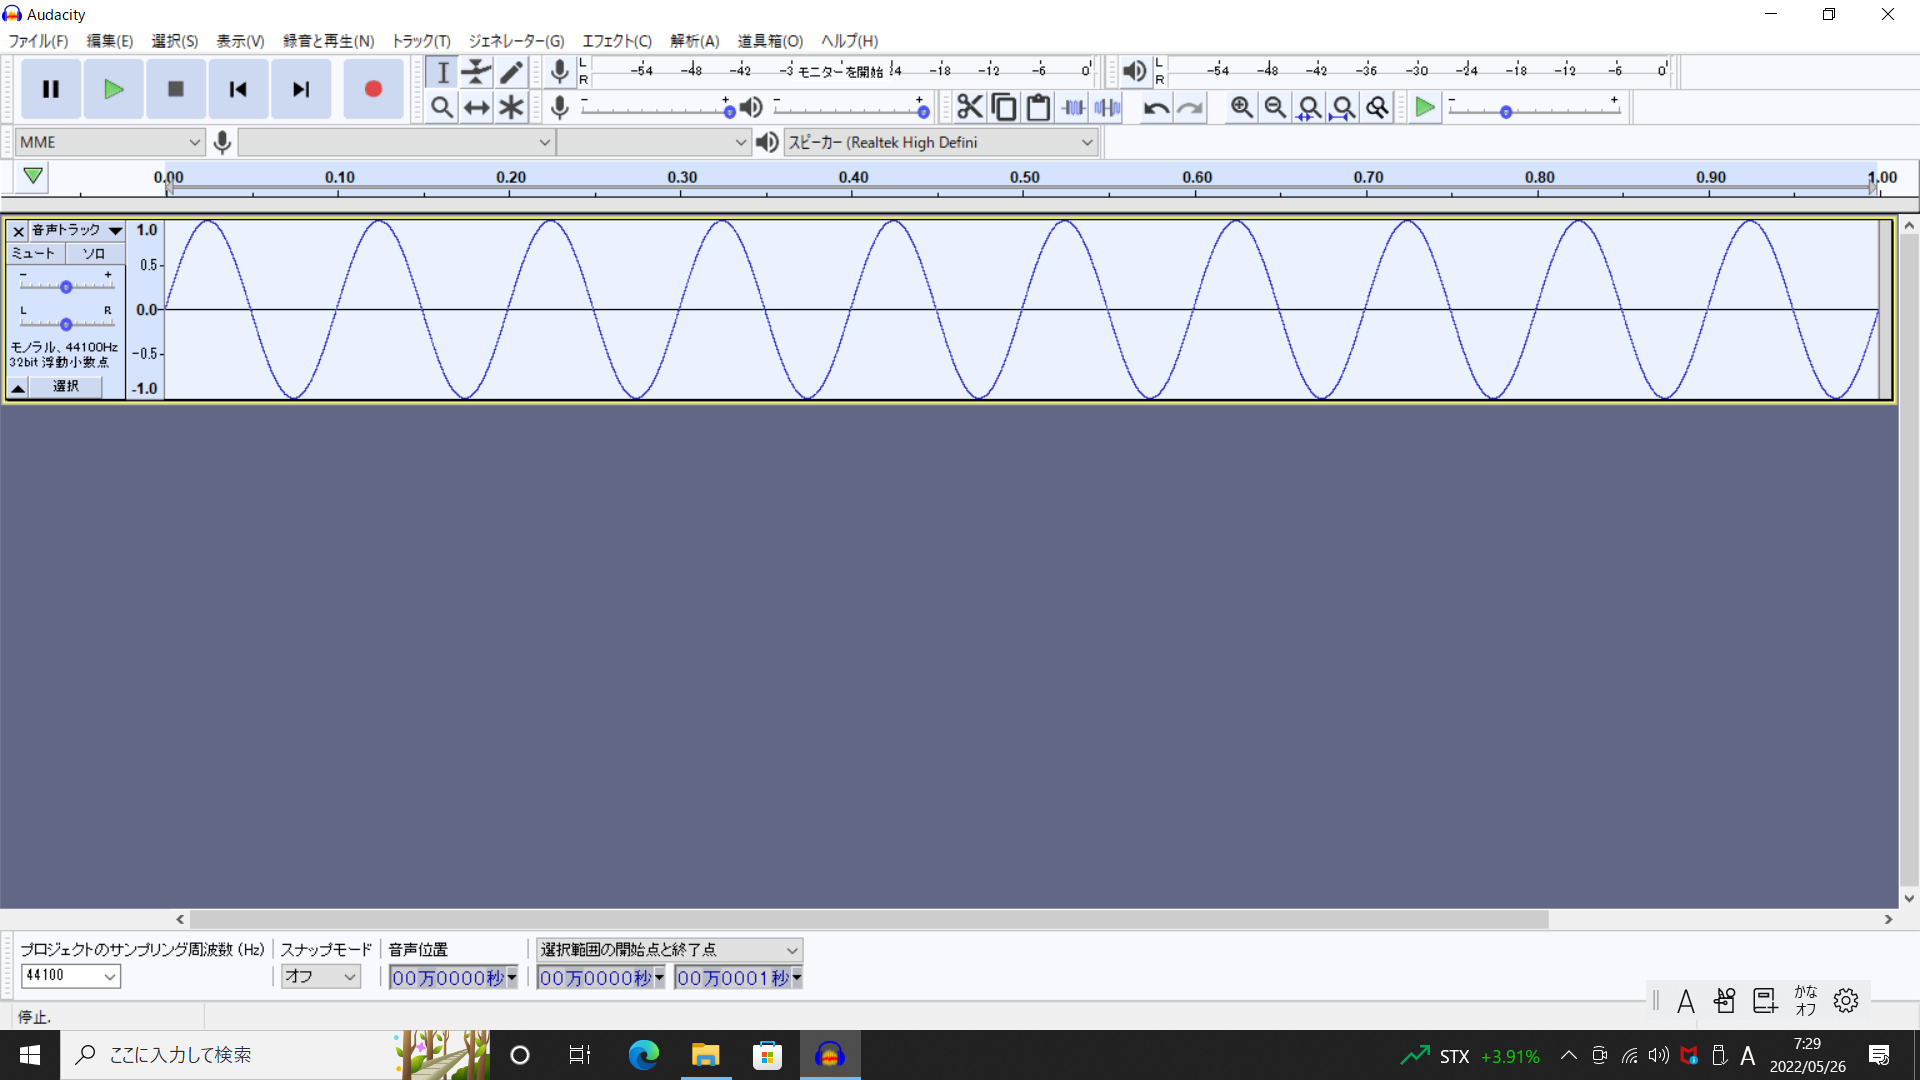 Audacity
ファイル(F) 編集(E) 選択(S) 表示(V) 録音と再生(N) トラック(T) ジェネレーター(G) エフェクト(C) 解析(A) 道具箱(O) ヘルプ(H)
L R -54 -48 -42 -3 モニターを開始 24 -18 -12 -6 0 L R -54 -48 -42 -36 -30 -24 -18 -12 -6 0
- + - + - +
MME スピーカー (Realtek High Defini
0.00 0.10 0.20 0.30 0.40 0.50 0.60 0.70 0.80 0.90 1.00
音声トラック 1.0
ミュート ソロ
0.5
- +
L R 0.0
モノラル、44100Hz -0.5
32bit 浮動小数点
選択 -1.0
プロジェクトのサンプリング周波数 (Hz) スナップモード 音声位置 選択範囲の開始点と終了点
44100 オフ 00万0000秒 00万0000秒 00万0001秒
A かな オフ
停止.
ここに入力して検索 STX +3.91% A 7:29
2022/05/26